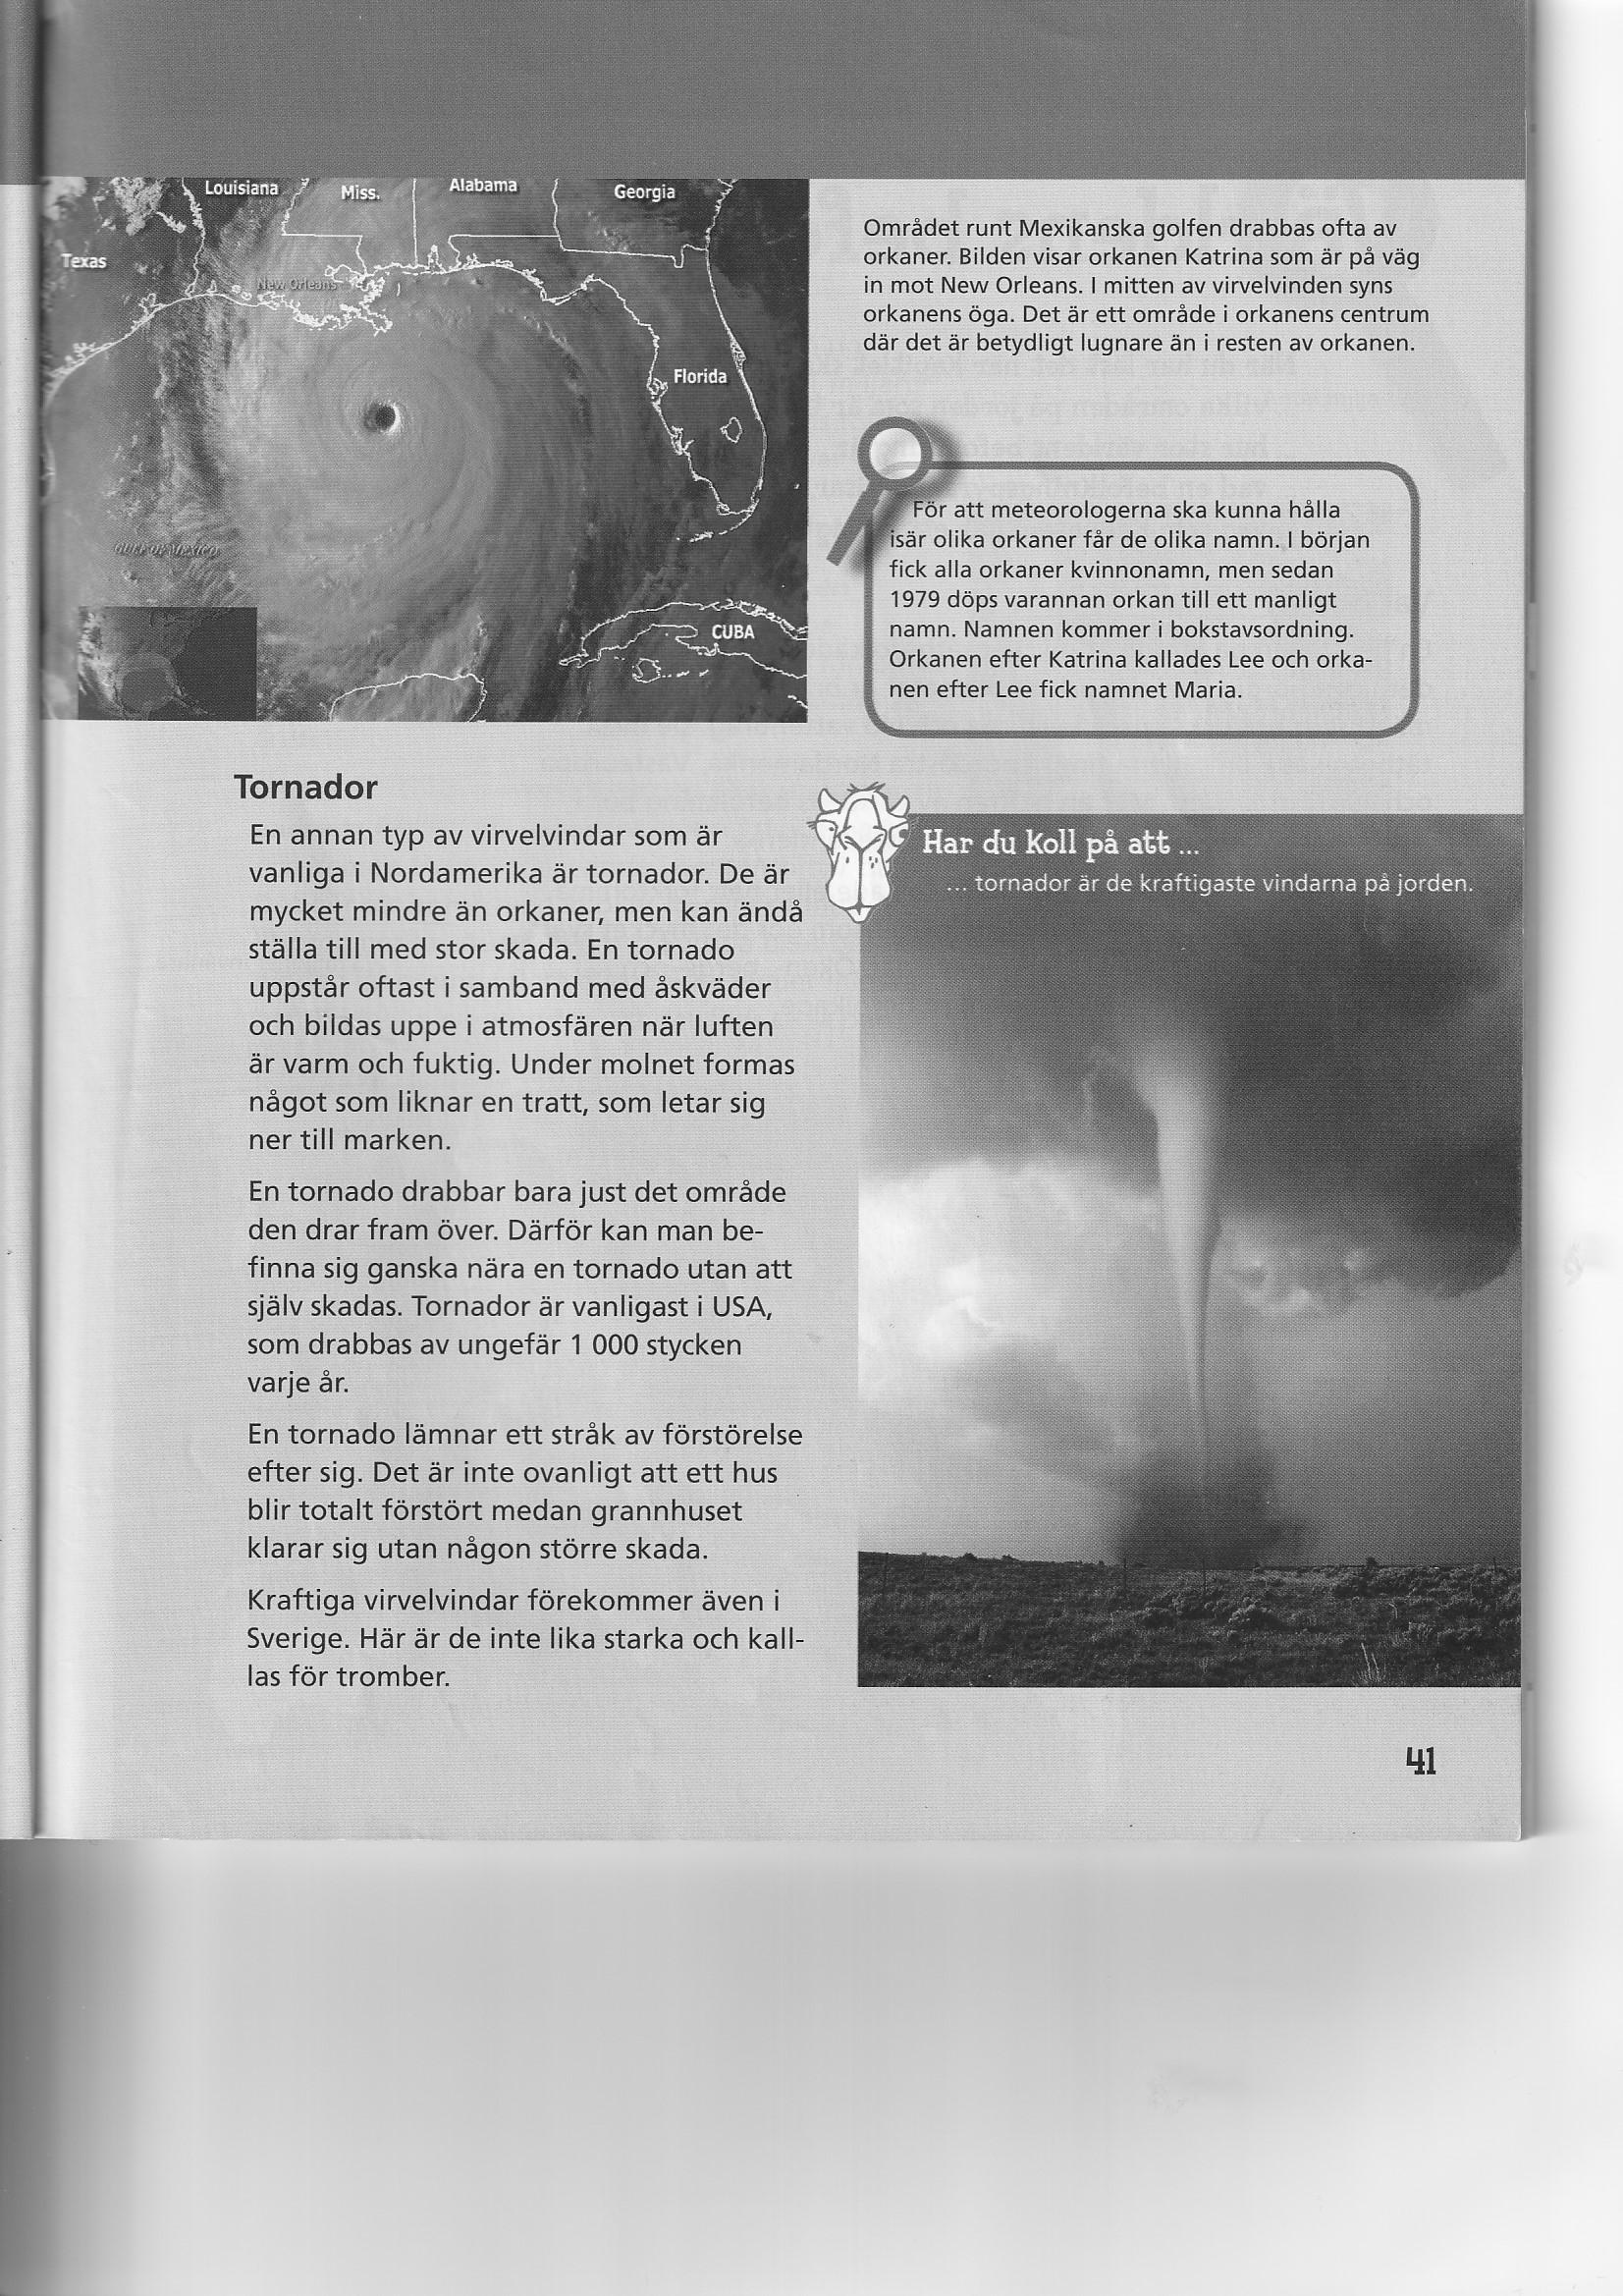 Louisiana
Miss.
Alabama
Georgia
Texas
New Orleans
Florida
GULF OF MEXICO
CUBA
Området runt Mexikanska golfen drabbas ofta av
orkaner. Bilden visar orkanen Katrina som är på väg
in mot New Orleans. I mitten av virvelvinden syns
orkanens öga. Det är ett område i orkanens centrum
där det är betydligt lugnare än i resten av orkanen.
För att meteorologerna ska kunna hålla
isär olika orkaner får de olika namn. I början
fick alla orkaner kvinnonamn, men sedan
1979 döps varannan orkan till ett manligt
namn. Namnen kommer i bokstavsordning.
Orkanen efter Katrina kallades Lee och orka-
nen efter Lee fick namnet Maria.
Tornador
En annan typ av virvelvindar som är
vanliga i Nordamerika är tornador. De är
mycket mindre än orkaner, men kan ändå
ställa till med stor skada. En tornado
uppstår oftast i samband med åskväder
och bildas uppe i atmosfären när luften
är varm och fuktig. Under molnet formas
något som liknar en tratt, som letar sig
ner till marken.
En tornado drabbar bara just det område
den drar fram över. Därför kan man be-
finna sig ganska nära en tornado utan att
själv skadas. Tornador är vanligast i USA,
som drabbas av ungefär 1 000 stycken
varje år.
En tornado lämnar ett stråk av förstörelse
efter sig. Det är inte ovanligt att ett hus
blir totalt förstört medan grannhuset
klarar sig utan någon större skada.
Kraftiga virvelvindar förekommer även i
Sverige. Här är de inte lika starka och kall-
las för tromber.
Har du koll på att ...
... tornador är de kraftigaste vindarna på jorden.
41